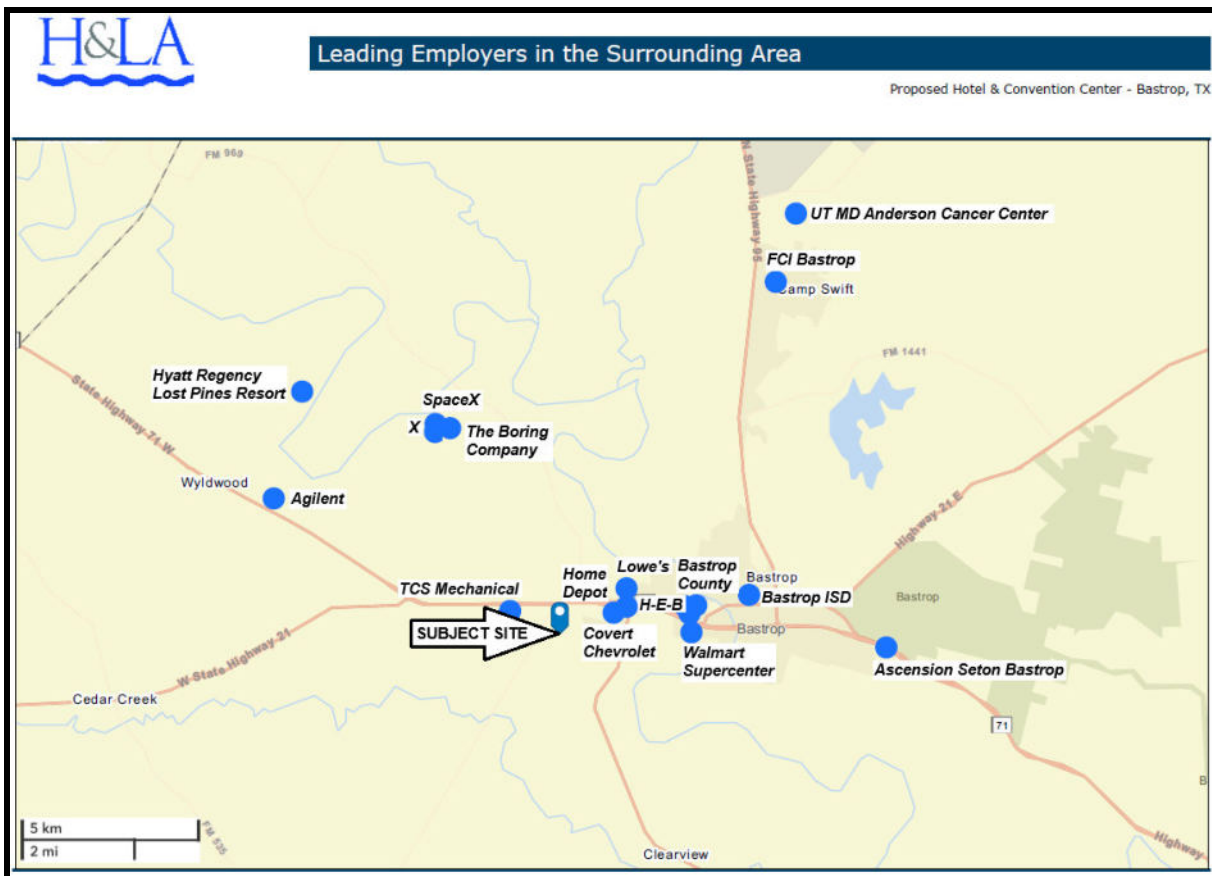 H&LA
Leading Employers in the Surrounding Area
Proposed Hotel & Convention Center - Bastrop, TX
FM 969
N State Highway 95
UT MD Anderson Cancer Center
FCI Bastrop
Camp Swift
FM 1441
Hyatt Regency
Lost Pines Resort
State Highway 71 W
SpaceX
X
The Boring
Company
Wyldwood
Agilent
Highway 21 E
TCS Mechanical
Home
Depot
Lowe's
Bastrop
County
Bastrop
Bastrop ISD
Bastrop
H-E-B
SUBJECT SITE
Covert
Chevrolet
Bastrop
Walmart
Supercenter
Ascension Seton Bastrop
W State Highway 21
Cedar Creek
71
B
5 km
2 mi
FM 535
Clearview
Highway